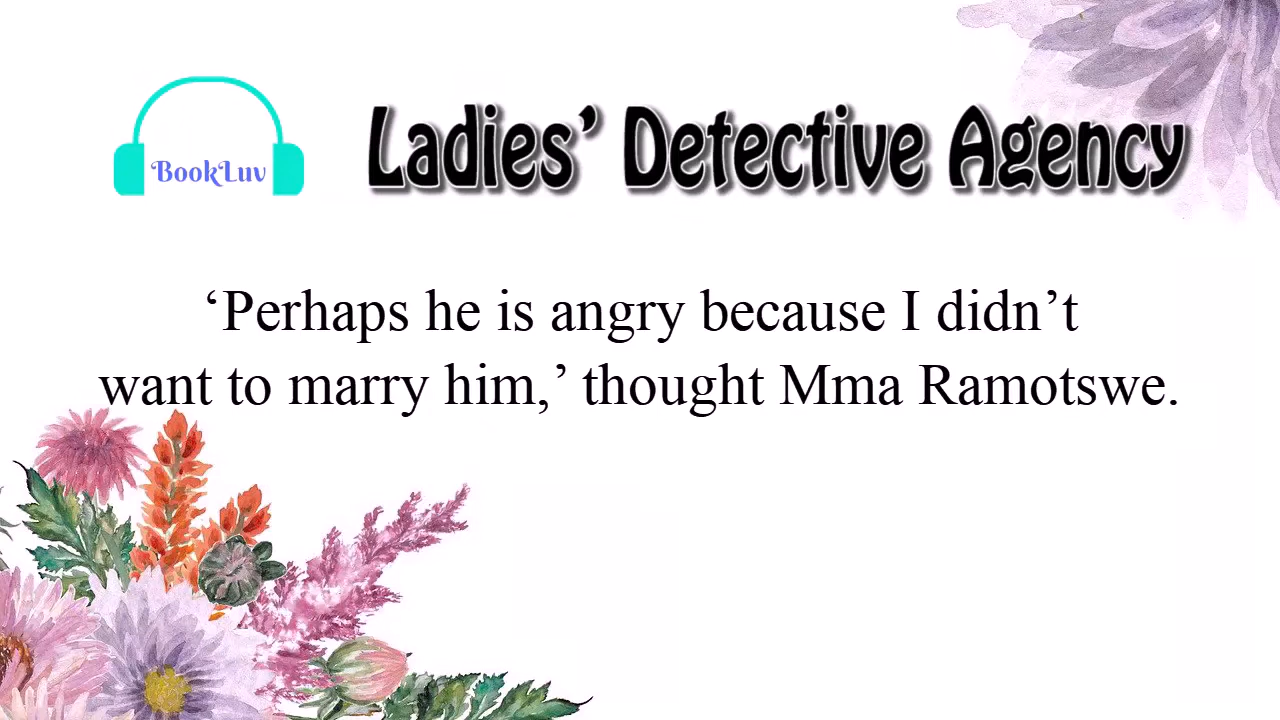 BookLuv
Ladies’ Detective Agency
‘Perhaps he is angry because I didn’t
want to marry him,’ thought Mma Ramotswe.